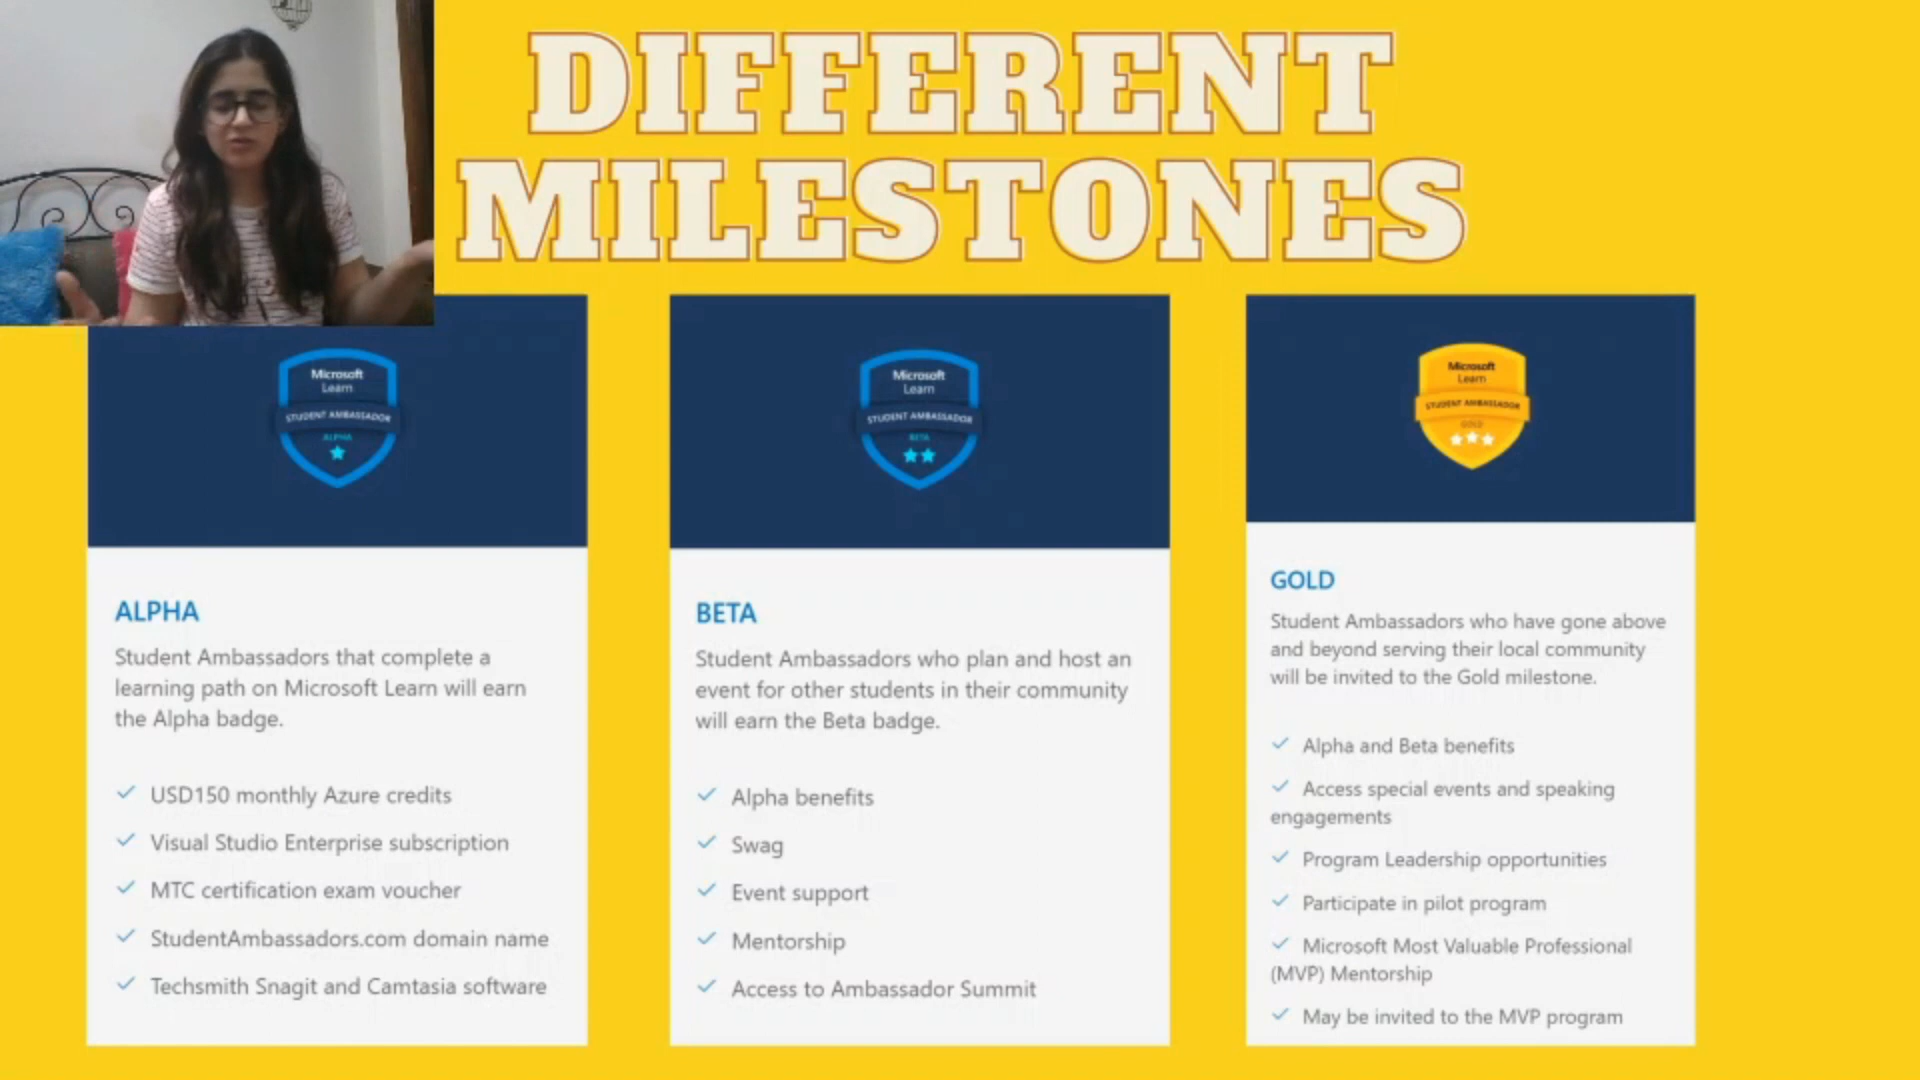 DIFFERENT
MILESTONES
Microsoft
Learn
STUDENT AMBASSADOR
ALPHA
ALPHA
Student Ambassadors that complete a
learning path on Microsoft Learn will earn
the Alpha badge.
USD150 monthly Azure credits
Visual Studio Enterprise subscription
MTC certification exam voucher
StudentAmbassadors.com domain name
Techsmith Snagit and Camtasia software
Microsoft
Learn
STUDENT AMBASSADOR
BETA
BETA
Student Ambassadors who plan and host an
event for other students in their community
will earn the Beta badge.
Alpha benefits
Swag
Event support
Mentorship
Access to Ambassador Summit
Microsoft
Learn
STUDENT AMBASSADOR
GOLD
GOLD
Student Ambassadors who have gone above
and beyond serving their local community
will be invited to the Gold milestone.
Alpha and Beta benefits
Access special events and speaking
engagements
Program Leadership opportunities
Participate in pilot program
Microsoft Most Valuable Professional
(MVP) Mentorship
May be invited to the MVP program